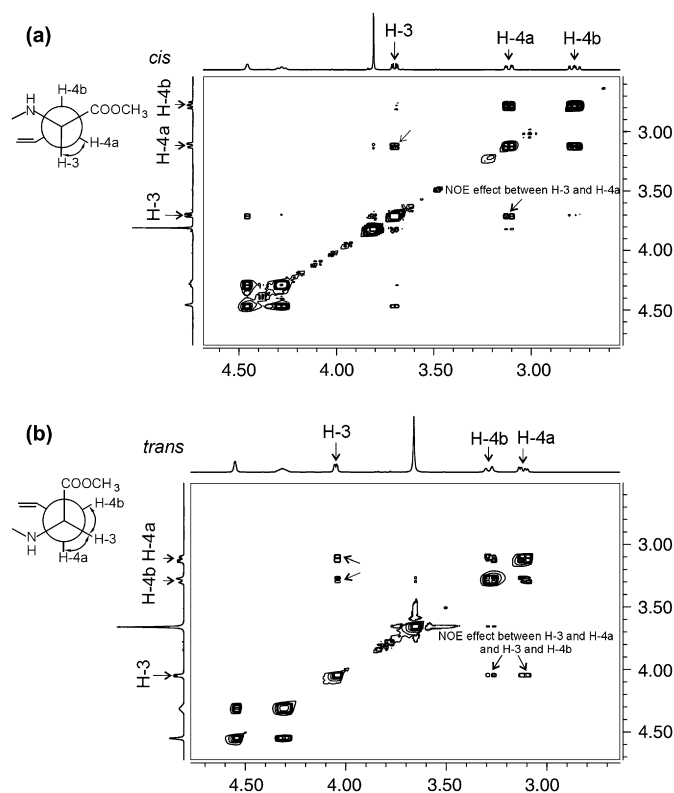 (a)
cis
H-3
H-4a
H-4b
H-4b
H
N
COOCH3
H-4a
H-3
H-4b
H-4a
H-3
NOE effect between H-3 and H-4a
3.00
3.50
4.00
4.50
4.50
4.00
3.50
3.00
(b)
trans
H-3
H-4b
H-4a
COOCH3
H-4b
H-3
N
H
H-4a
H-4a
H-4b
H-3
NOE effect between H-3 and H-4a
and H-3 and H-4b
3.00
3.50
4.00
4.50
4.50
4.00
3.50
3.00